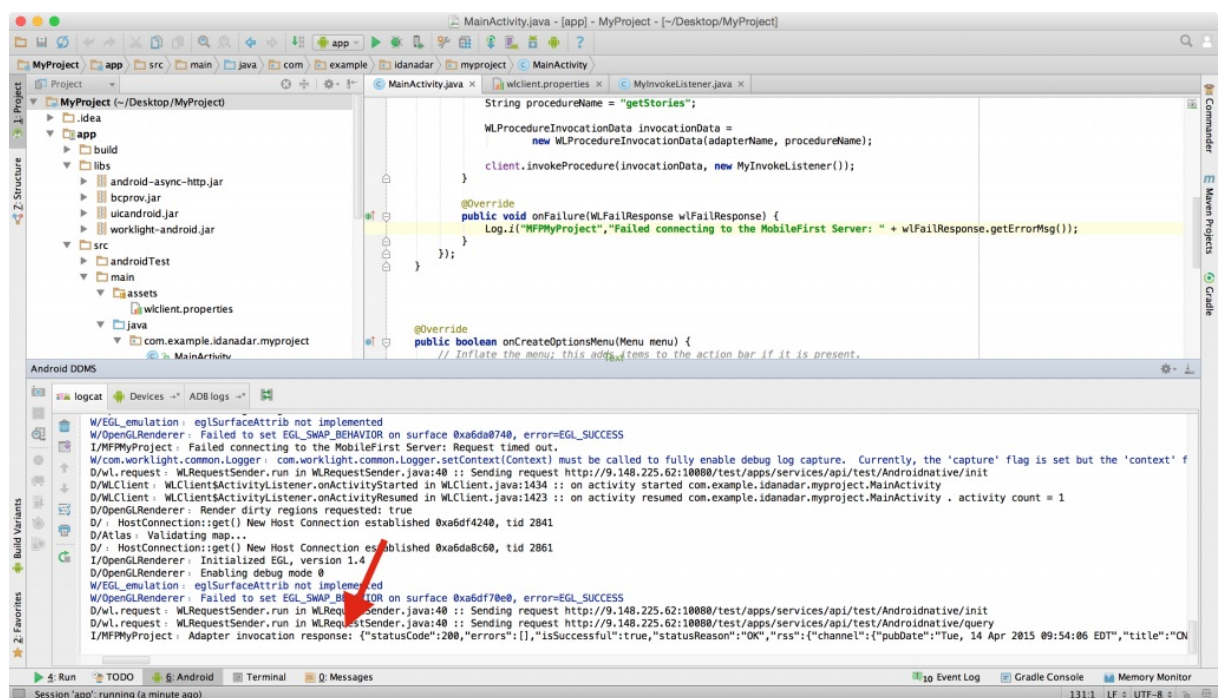 MainActivity.java - [app] - MyProject - [~/Desktop/MyProject]
app
MyProject app src main java com example idanadar myproject MainActivity
Project
MainActivity.java × wlclient.properties × MyInvokeListener.java ×
1: Project
Z: Structure
Build Variants
2: Favorites
Commander
Maven Projects
Gradle
MyProject (~/Desktop/MyProject)
.idea
app
build
libs
android-async-http.jar
bcprov.jar
uicandroid.jar
worklight-android.jar
src
androidTest
main
assets
wlclient.properties
java
com.example.idanadar.myproject
MainActivity
String procedureName = "getStories";
WLProcedureInvocationData invocationData =
new WLProcedureInvocationData(adapterName, procedureName);
client.invokeProcedure(invocationData, new MyInvokeListener());
}
@Override
public void onFailure(WLFailResponse wlFailResponse) {
Log.i("MFPMyProject","Failed connecting to the MobileFirst Server: " + wlFailResponse.getErrorMsg());
}
});
}
@Override
public boolean onCreateOptionsMenu(Menu menu) {
// Inflate the menu; this adds items to the action bar if it is present.
Text
Android DDMS
logcat Devices ADB logs
W/EGL_emulation﹕ eglSurfaceAttrib not implemented
W/OpenGLRenderer﹕ Failed to set EGL_SWAP_BEHAVIOR on surface 0xa6da0740, error=EGL_SUCCESS
I/MFPMyProject﹕ Failed connecting to the MobileFirst Server: Request timed out.
W/com.worklight.common.Logger﹕ com.worklight.common.Logger.setContext(Context) must be called to fully enable debug log capture.  Currently, the 'capture' flag is set but the 'context' f
D/wl.request﹕ WLRequestSender.run in WLRequestSender.java:40 :: Sending request http://9.148.225.62:10080/test/apps/services/api/test/Androidnative/init
D/WLClient﹕ WLClient$ActivityListener.onActivityStarted in WLClient.java:1434 :: on activity started com.example.idanadar.myproject.MainActivity
D/WLClient﹕ WLClient$ActivityListener.onActivityResumed in WLClient.java:1423 :: on activity resumed com.example.idanadar.myproject.MainActivity . activity count = 1
D/OpenGLRenderer﹕ Render dirty regions requested: true
D/﹕ HostConnection::get() New Host Connection established 0xa6df4240, tid 2841
D/Atlas﹕ Validating map...
D/﹕ HostConnection::get() New Host Connection established 0xa6da8c60, tid 2861
I/OpenGLRenderer﹕ Initialized EGL, version 1.4
D/OpenGLRenderer﹕ Enabling debug mode 0
W/EGL_emulation﹕ eglSurfaceAttrib not implemented
W/OpenGLRenderer﹕ Failed to set EGL_SWAP_BEHAVIOR on surface 0xa6df70e0, error=EGL_SUCCESS
D/wl.request﹕ WLRequestSender.run in WLRequestSender.java:40 :: Sending request http://9.148.225.62:10080/test/apps/services/api/test/Androidnative/init
D/wl.request﹕ WLRequestSender.run in WLRequestSender.java:40 :: Sending request http://9.148.225.62:10080/test/apps/services/api/test/Androidnative/query
I/MFPMyProject﹕ Adapter invocation response: {"statusCode":200,"errors":[],"isSuccessful":true,"statusReason":"OK","rss":{"channel":{"pubDate":"Tue, 14 Apr 2015 09:54:06 EDT","title":"CN
4: Run TODO 6: Android Terminal 0: Messages 10 Event Log Gradle Console Memory Monitor
Session 'app': running (a minute ago) 131:1 LF UTF-8